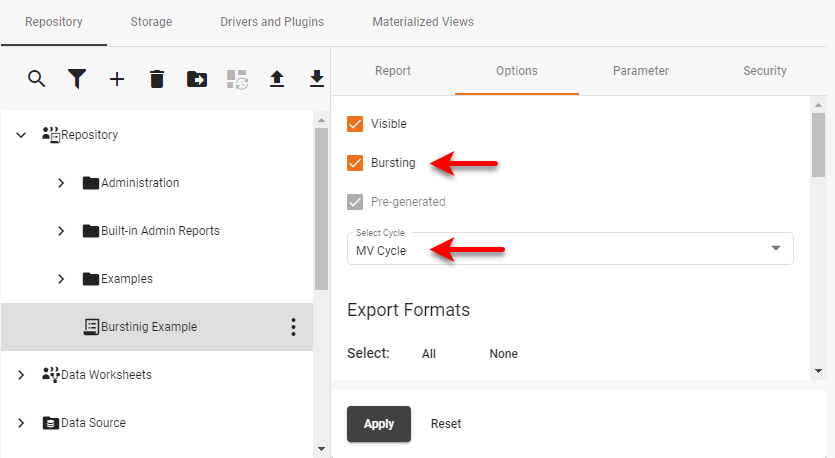 Repository Storage Drivers and Plugins Materialized Views
Report Options Parameter Security
Repository
Administration
Built-in Admin Reports
Examples
Burstinig Example
Data Worksheets
Data Source
Visible
Bursting
Pre-generated
Select Cycle
MV Cycle
Export Formats
Select: All None
Apply Reset